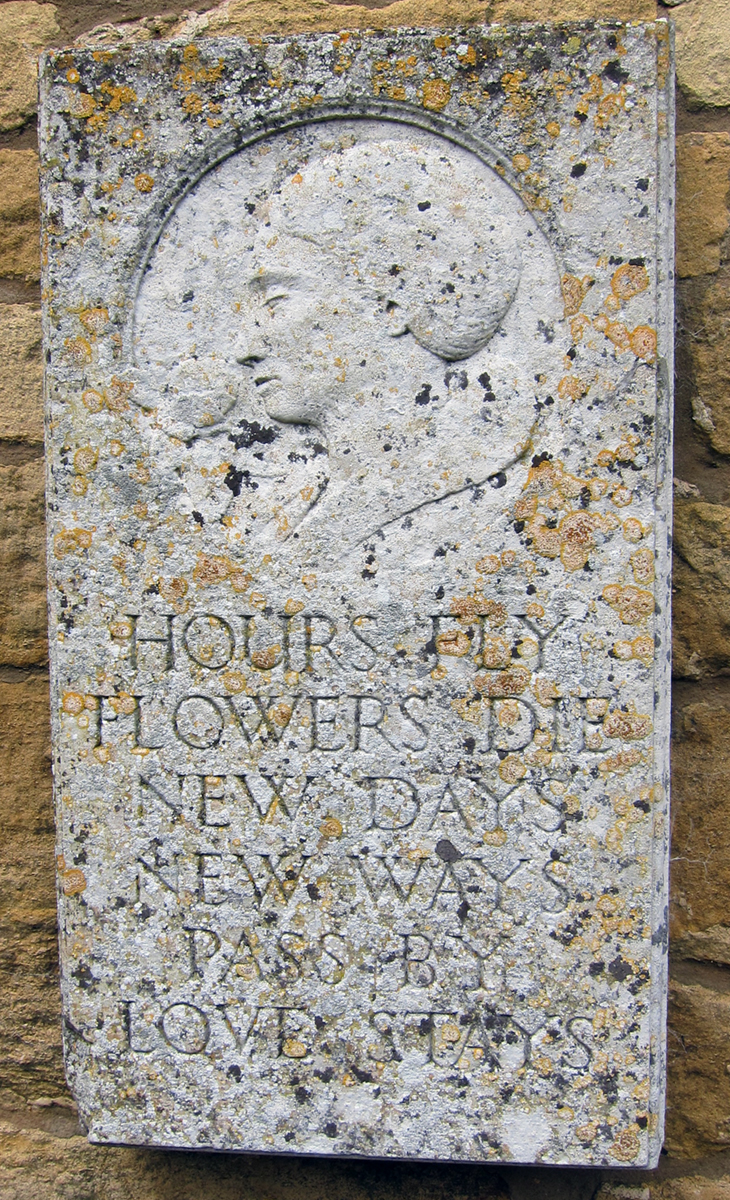 HOURS FLY
FLOWERS DIE
NEW DAYS
NEW WAYS
PASS BY
LOVE STAYS